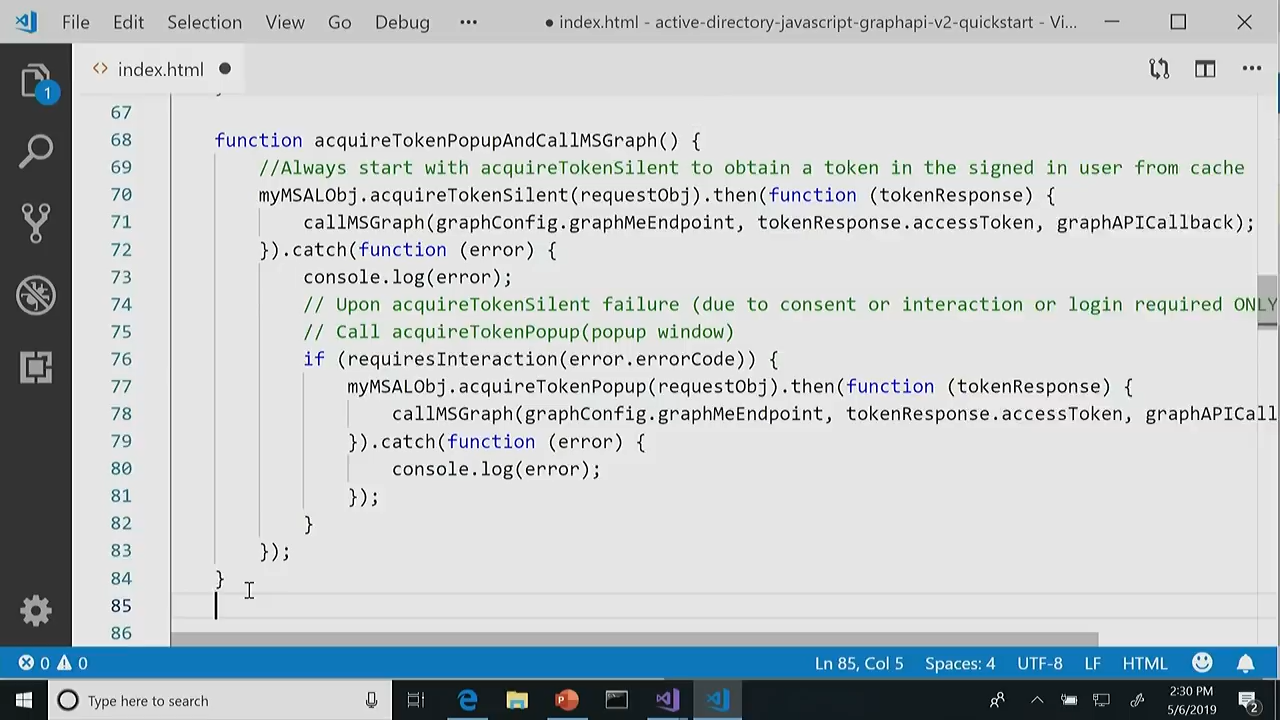 File Edit Selection View Go Debug ••• ● index.html - active-directory-javascript-graphapi-v2-quickstart - Vi...
<> index.html ●
1
67
68 function acquireTokenPopupAndCallMSGraph() {
69 //Always start with acquireTokenSilent to obtain a token in the signed in user from cache
70 myMSALObj.acquireTokenSilent(requestObj).then(function (tokenResponse) {
71 callMSGraph(graphConfig.graphMeEndpoint, tokenResponse.accessToken, graphAPICallback);
72 }).catch(function (error) {
73 console.log(error);
74 // Upon acquireTokenSilent failure (due to consent or interaction or login required ONLY
75 // Call acquireTokenPopup(popup window)
76 if (requiresInteraction(error.errorCode)) {
77 myMSALObj.acquireTokenPopup(requestObj).then(function (tokenResponse) {
78 callMSGraph(graphConfig.graphMeEndpoint, tokenResponse.accessToken, graphAPICall
79 }).catch(function (error) {
80 console.log(error);
81 });
82 }
83 });
84 }
85
86
0 0 Ln 85, Col 5 Spaces: 4 UTF-8 LF HTML
Type here to search 2:30 PM
5/6/2019 2